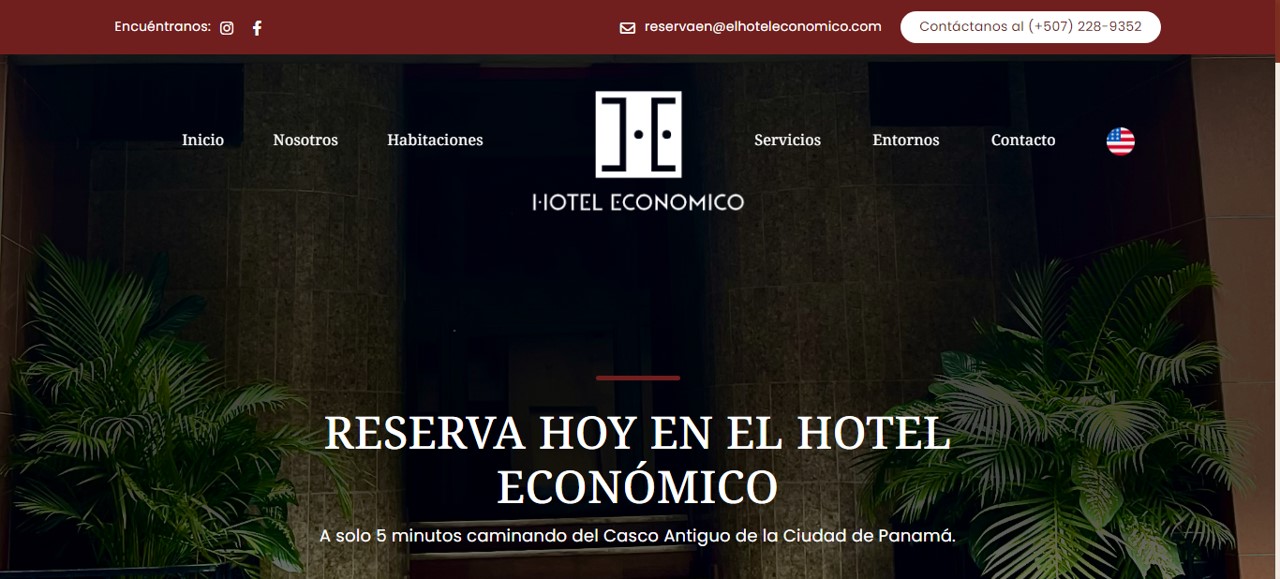 Encuéntranos:
reservaen@elhoteleconomico.com
Contáctanos al (+507) 228-9352
Inicio
Nosotros
Habitaciones
Servicios
Entornos
Contacto
HOTEL ECONOMICO
RESERVA HOY EN EL HOTEL
ECONÓMICO
A solo 5 minutos caminando del Casco Antiguo de la Ciudad de Panamá.